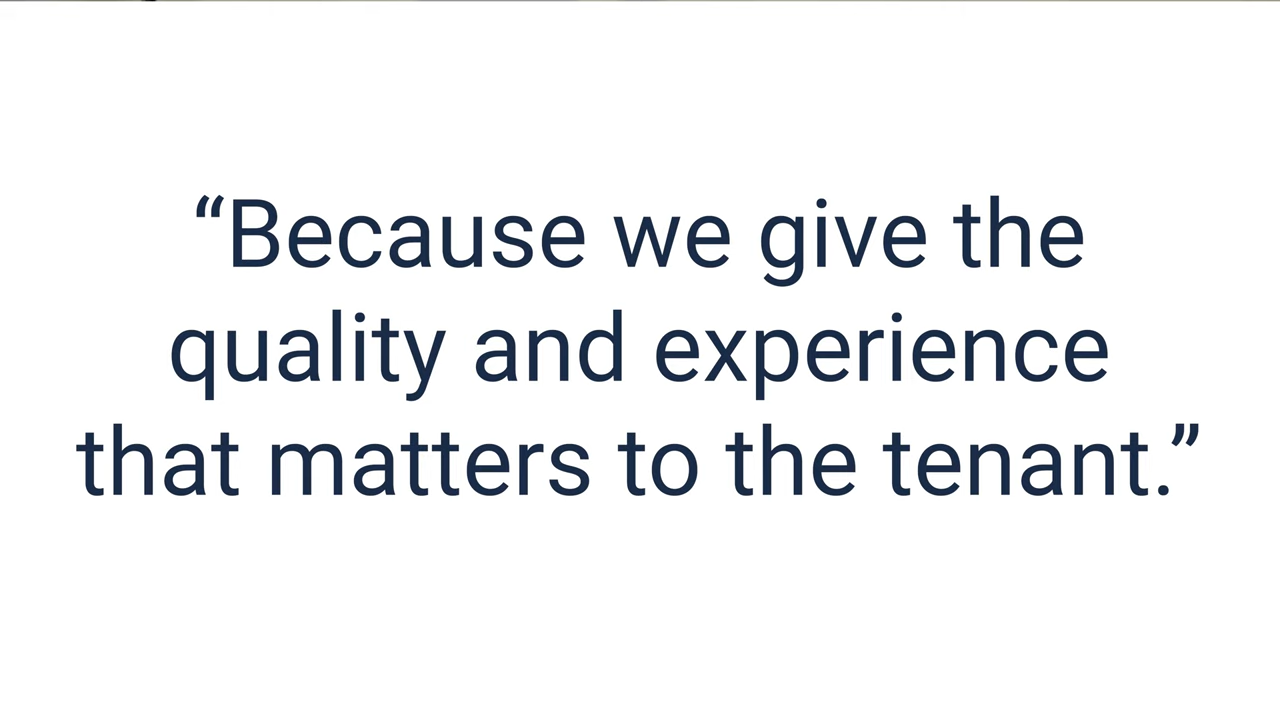 “Because we give the
quality and experience
that matters to the tenant.”